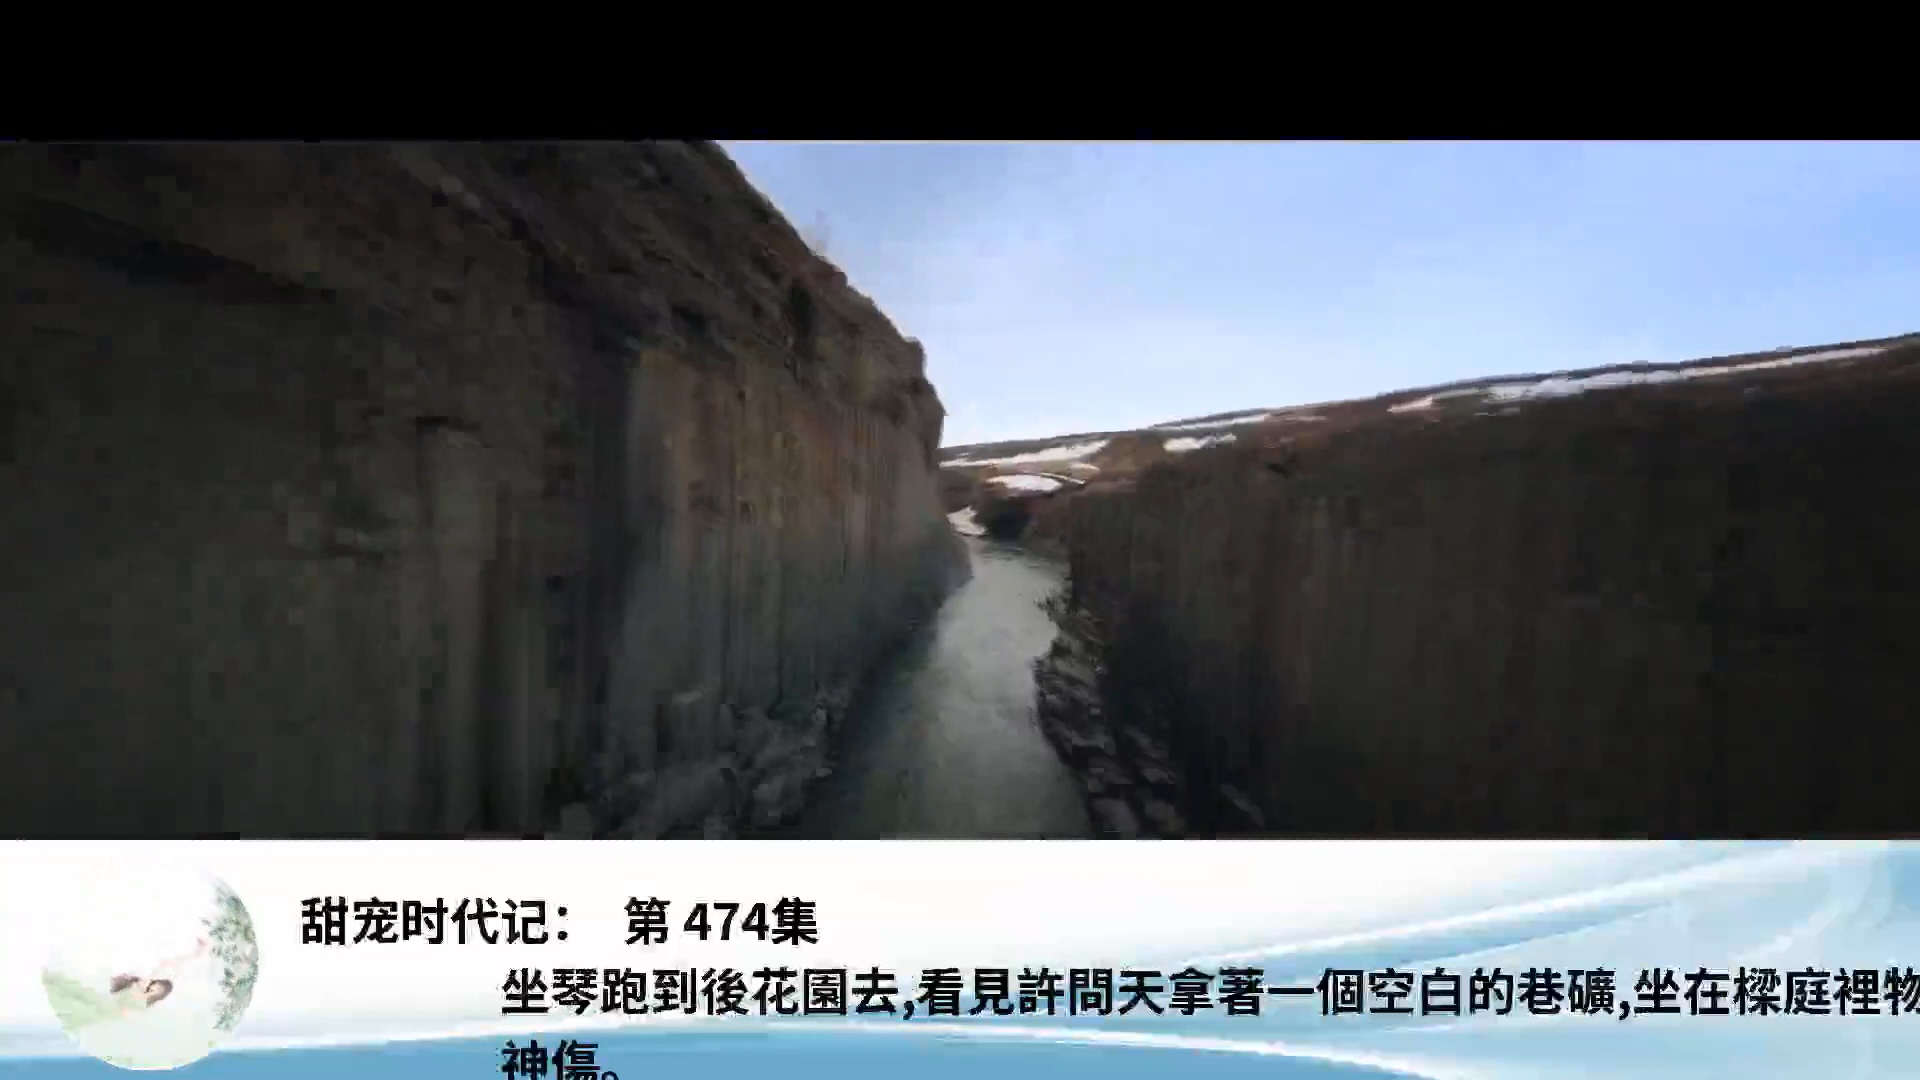 甜宠时代记： 第 474集
坐琴跑到後花園去,看見許問天拿著一個空白的巷礦,坐在樑庭裡物
神傷。